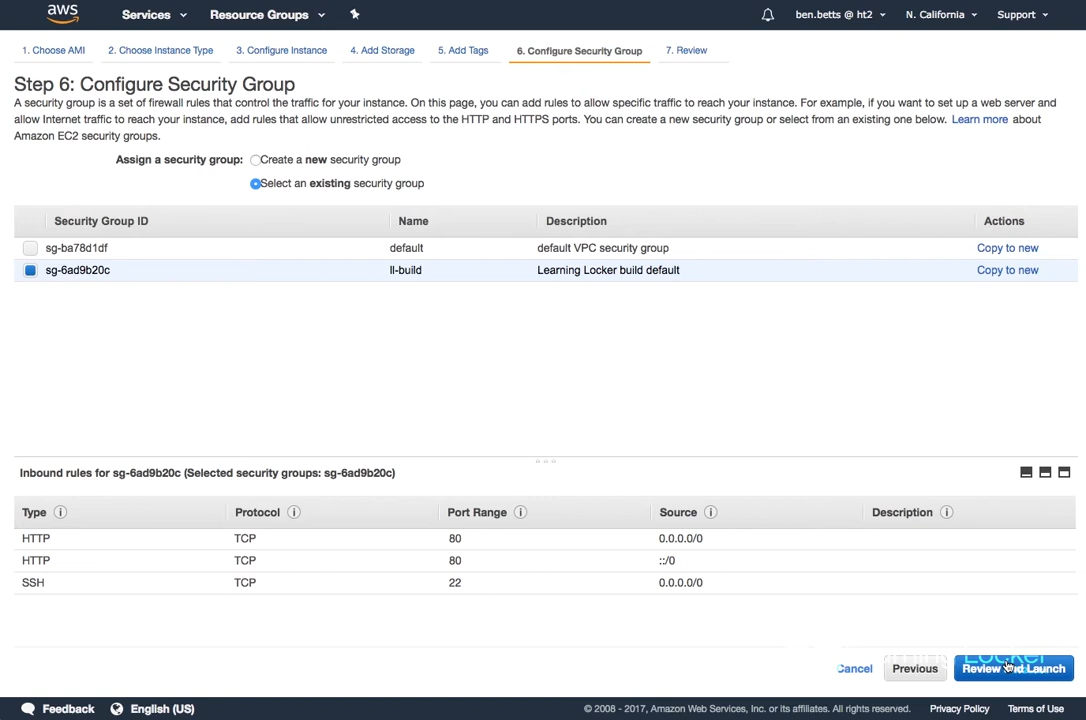 aws
Services Resource Groups ben.betts @ ht2 N. California Support
1. Choose AMI 2. Choose Instance Type 3. Configure Instance 4. Add Storage 5. Add Tags 6. Configure Security Group 7. Review
Step 6: Configure Security Group
A security group is a set of firewall rules that control the traffic for your instance. On this page, you can add rules to allow specific traffic to reach your instance. For example, if you want to set up a web server and
allow Internet traffic to reach your instance, add rules that allow unrestricted access to the HTTP and HTTPS ports. You can create a new security group or select from an existing one below. Learn more about
Amazon EC2 security groups.
Assign a security group: Create a new security group
Select an existing security group
Security Group ID Name Description Actions
sg-ba78d1df default default VPC security group Copy to new
sg-6ad9b20c ll-build Learning Locker build default Copy to new
Inbound rules for sg-6ad9b20c (Selected security groups: sg-6ad9b20c)
Type Protocol Port Range Source Description
HTTP TCP 80 0.0.0.0/0
HTTP TCP 80 ::/0
SSH TCP 22 0.0.0.0/0
Cancel Previous Review and Launch
Feedback English (US) © 2008 - 2017, Amazon Web Services, Inc. or its affiliates. All rights reserved. Privacy Policy Terms of Use